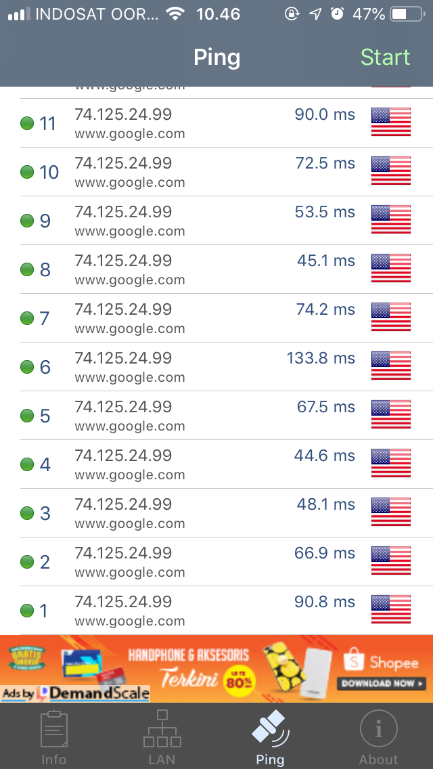 INDOSAT OOR... 10.46 47%
Ping Start
www.google.com
11 74.125.24.99 90.0 ms
www.google.com
10 74.125.24.99 72.5 ms
www.google.com
9 74.125.24.99 53.5 ms
www.google.com
8 74.125.24.99 45.1 ms
www.google.com
7 74.125.24.99 74.2 ms
www.google.com
6 74.125.24.99 133.8 ms
www.google.com
5 74.125.24.99 67.5 ms
www.google.com
4 74.125.24.99 44.6 ms
www.google.com
3 74.125.24.99 48.1 ms
www.google.com
2 74.125.24.99 66.9 ms
www.google.com
1 74.125.24.99 90.8 ms
www.google.com
GRATIS
ONGKIR
HANDPHONE & AKSESORIS
Terkini
UP TO
80%
Shopee
DOWNLOAD NOW
Ads by DemandScale
Info LAN Ping About